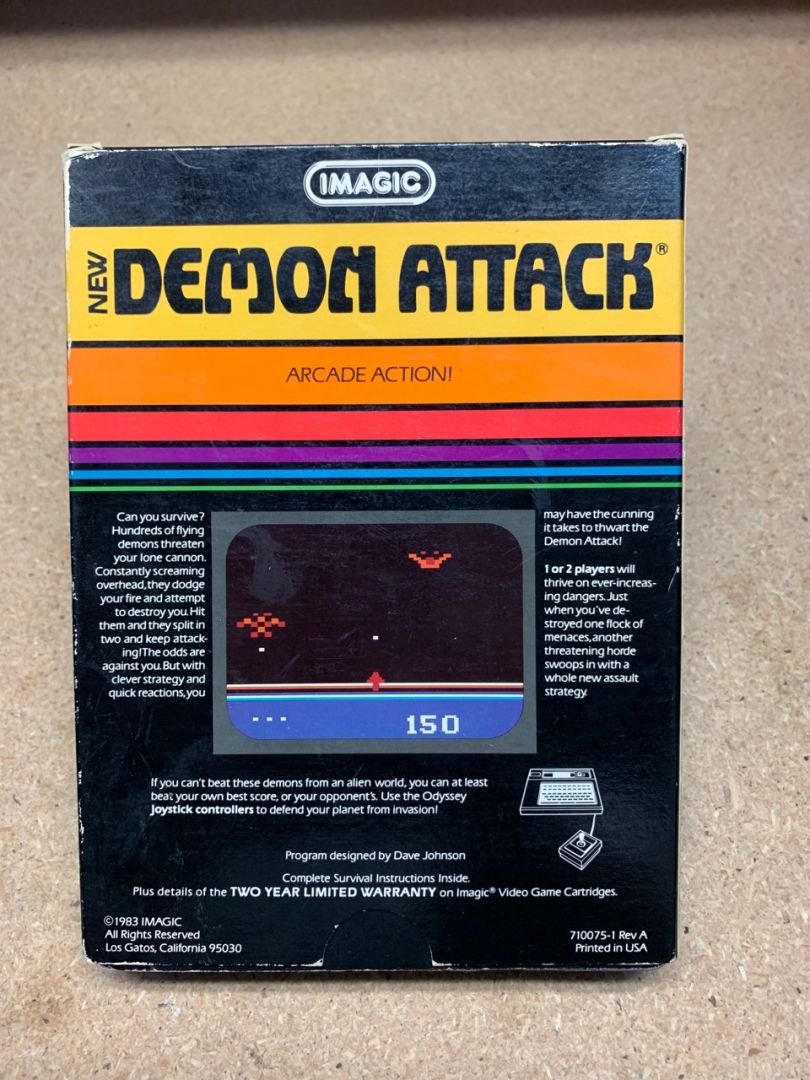 IMAGIC
NEW
DEMON ATTACK®
ARCADE ACTION!
Can you survive?
Hundreds of flying
demons threaten
your lone cannon.
Constantly screaming
overhead, they dodge
your fire and attempt
to destroy you. Hit
them and they split in
two and keep attack-
ing! The odds are
against you. But with
clever strategy and
quick reactions, you
may have the cunning
it takes to thwart the
Demon Attack!
1 or 2 players will
thrive on ever-increas-
ing dangers. Just
when you've de-
stroyed one flock of
menaces, another
threatening horde
swoops in with a
whole new assault
strategy.
150
If you can't beat these demons from an alien world, you can at least
beat your own best score, or your opponent's. Use the Odyssey
Joystick controllers to defend your planet from invasion!
Program designed by Dave Johnson
Complete Survival Instructions Inside.
Plus details of the TWO YEAR LIMITED WARRANTY on Imagic® Video Game Cartridges.
©1983 IMAGIC
All Rights Reserved
Los Gatos, California 95030
710075-1 Rev A
Printed in USA